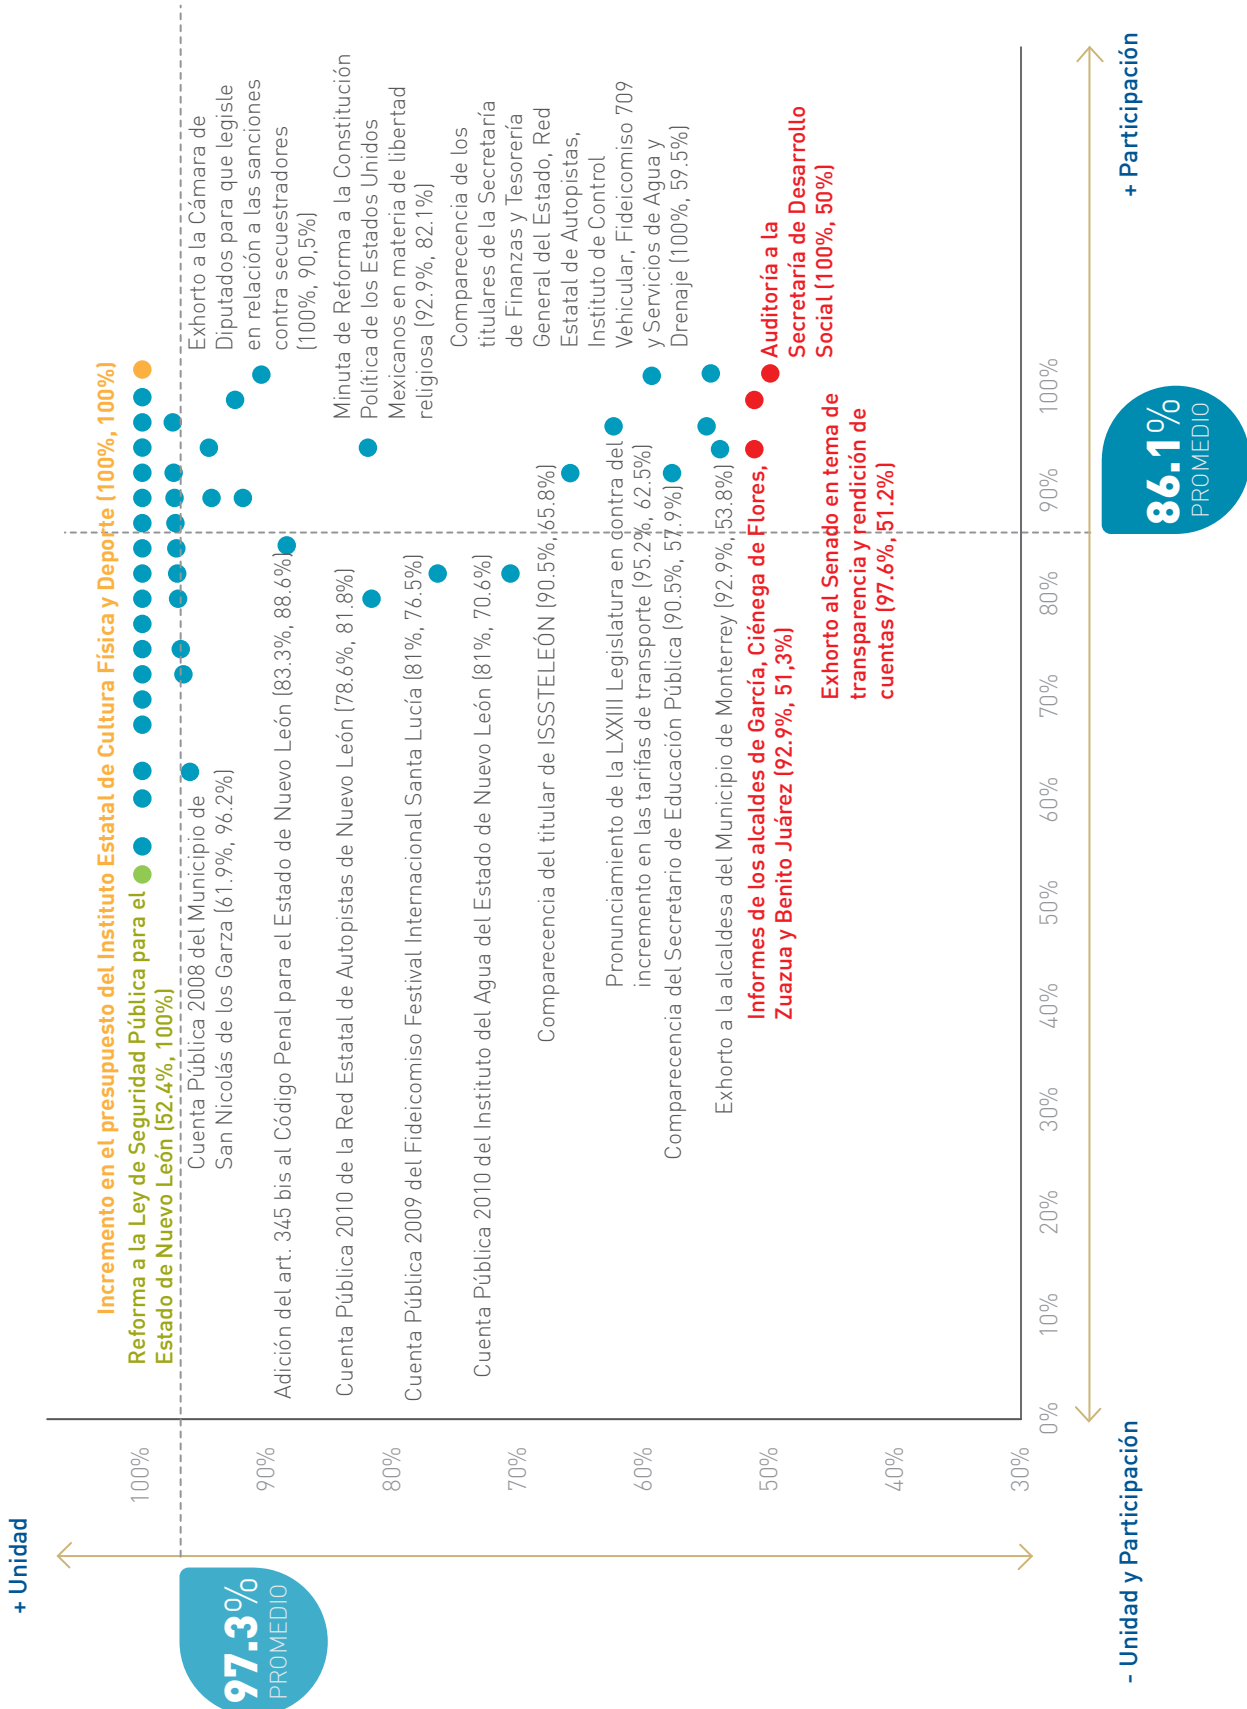 + Unidad
97.3%
PROMEDIO
100%
90%
80%
70%
60%
50%
40%
30%
Incremento en el presupuesto del Instituto Estatal de Cultura Física y Deporte (100%, 100%)
Reforma a la Ley de Seguridad Pública para el
Estado de Nuevo León (52.4%, 100%)
Cuenta Pública 2008 del Municipio de
San Nicolás de los Garza (61.9%, 96.2%)
Exhorto a la Cámara de
Diputados para que legisle
en relación a las sanciones
contra secuestradores
(100%, 90,5%)
Adición del art. 345 bis al Código Penal para el Estado de Nuevo León (83.3%, 88.6%)
Minuta de Reforma a la Constitución
Política de los Estados Unidos
Mexicanos en materia de libertad
religiosa (92.9%, 82.1%)
Cuenta Pública 2010 de la Red Estatal de Autopistas de Nuevo León (78.6%, 81.8%)
Cuenta Pública 2009 del Fideicomiso Festival Internacional Santa Lucía (81%, 76.5%)
Cuenta Pública 2010 del Instituto del Agua del Estado de Nuevo León (81%, 70.6%)
Comparecencia de los
titulares de la Secretaría
de Finanzas y Tesorería
General del Estado, Red
Estatal de Autopistas,
Instituto de Control
Vehicular, Fideicomiso 709
y Servicios de Agua y
Drenaje (100%, 59.5%)
Comparecencia del titular de ISSSTELEÓN (90.5%, 65.8%)
Pronunciamiento de la LXXIII Legislatura en contra del
incremento en las tarifas de transporte (95.2%, 62.5%)
Comparecencia del Secretario de Educación Pública (90.5%, 57.9%)
Exhorto a la alcaldesa del Municipio de Monterrey (92.9%, 53.8%)
Informes de los alcaldes de García, Ciénega de Flores,
Zuazua y Benito Juárez (92.9%, 51,3%)
Auditoría a la
Secretaría de Desarrollo
Social (100%, 50%)
Exhorto al Senado en tema de
transparencia y rendición de
cuentas (97.6%, 51.2%)
0%
10%
20%
30%
40%
50%
60%
70%
80%
90%
100%
- Unidad y Participación
+ Participación
86.1%
PROMEDIO